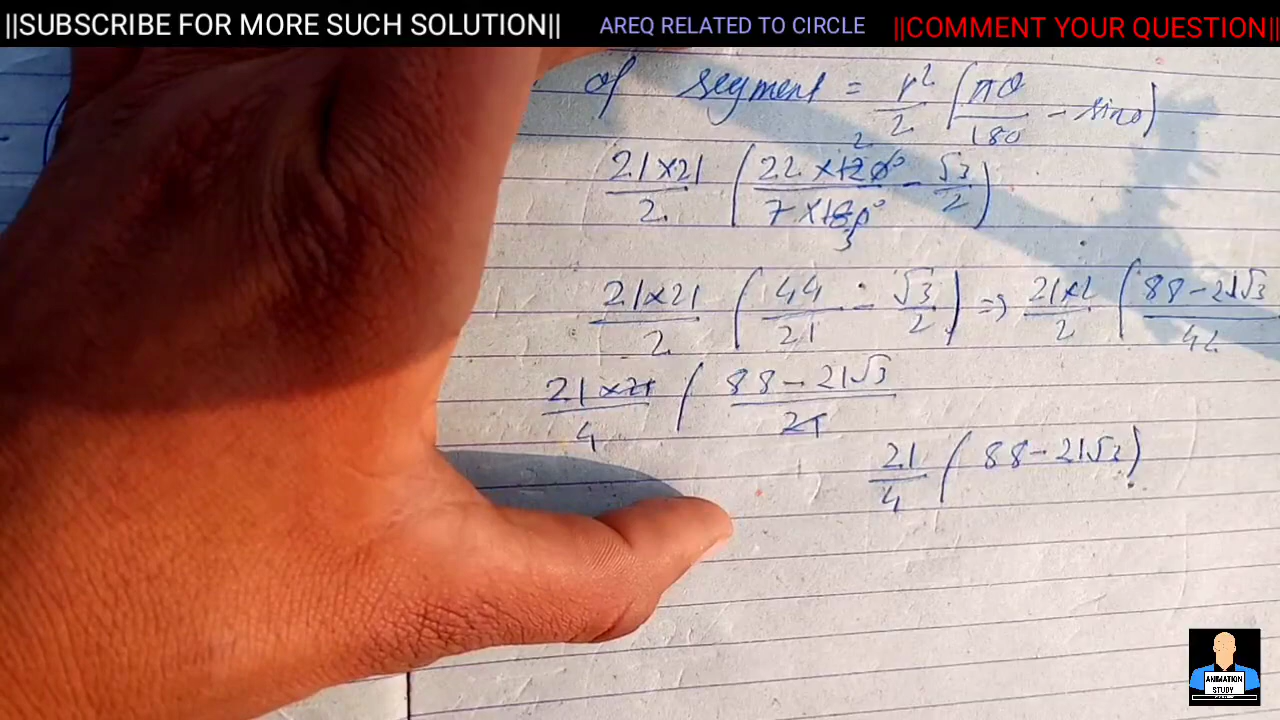 ||SUBSCRIBE FOR MORE SUCH SOLUTION|| AREQ RELATED TO CIRCLE ||COMMENT YOUR QUESTION||
of segment = r²/2 (πθ/180 - sinθ)
21×21/2 (22×120°/7×180° - √3/2)
2
3
21×21/2 (44/21 - √3/2) => 21×21/2 (88-21√3/42
21×21/4 (88-21√3/21
21/4 (88-21√3)
ANIMATION
STUDY